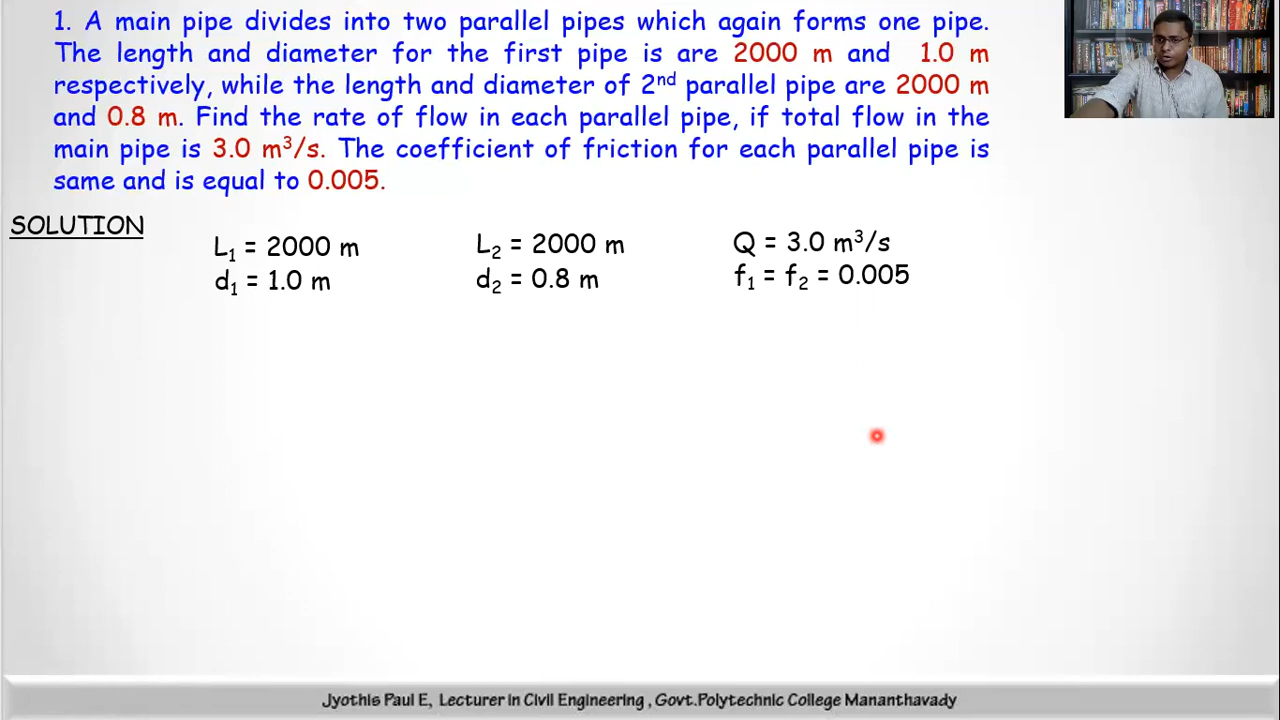 1. A main pipe divides into two parallel pipes which again forms one pipe.
The length and diameter for the first pipe is are 2000 m and 1.0 m
respectively, while the length and diameter of 2nd parallel pipe are 2000 m
and 0.8 m. Find the rate of flow in each parallel pipe, if total flow in the
main pipe is 3.0 m³/s. The coefficient of friction for each parallel pipe is
same and is equal to 0.005.
SOLUTION
L₁ = 2000 m
d₁ = 1.0 m
L₂ = 2000 m
d₂ = 0.8 m
Q = 3.0 m³/s
f₁ = f₂ = 0.005
Jyothis Paul E, Lecturer in Civil Engineering , Govt.Polytechnic College Mananthavady